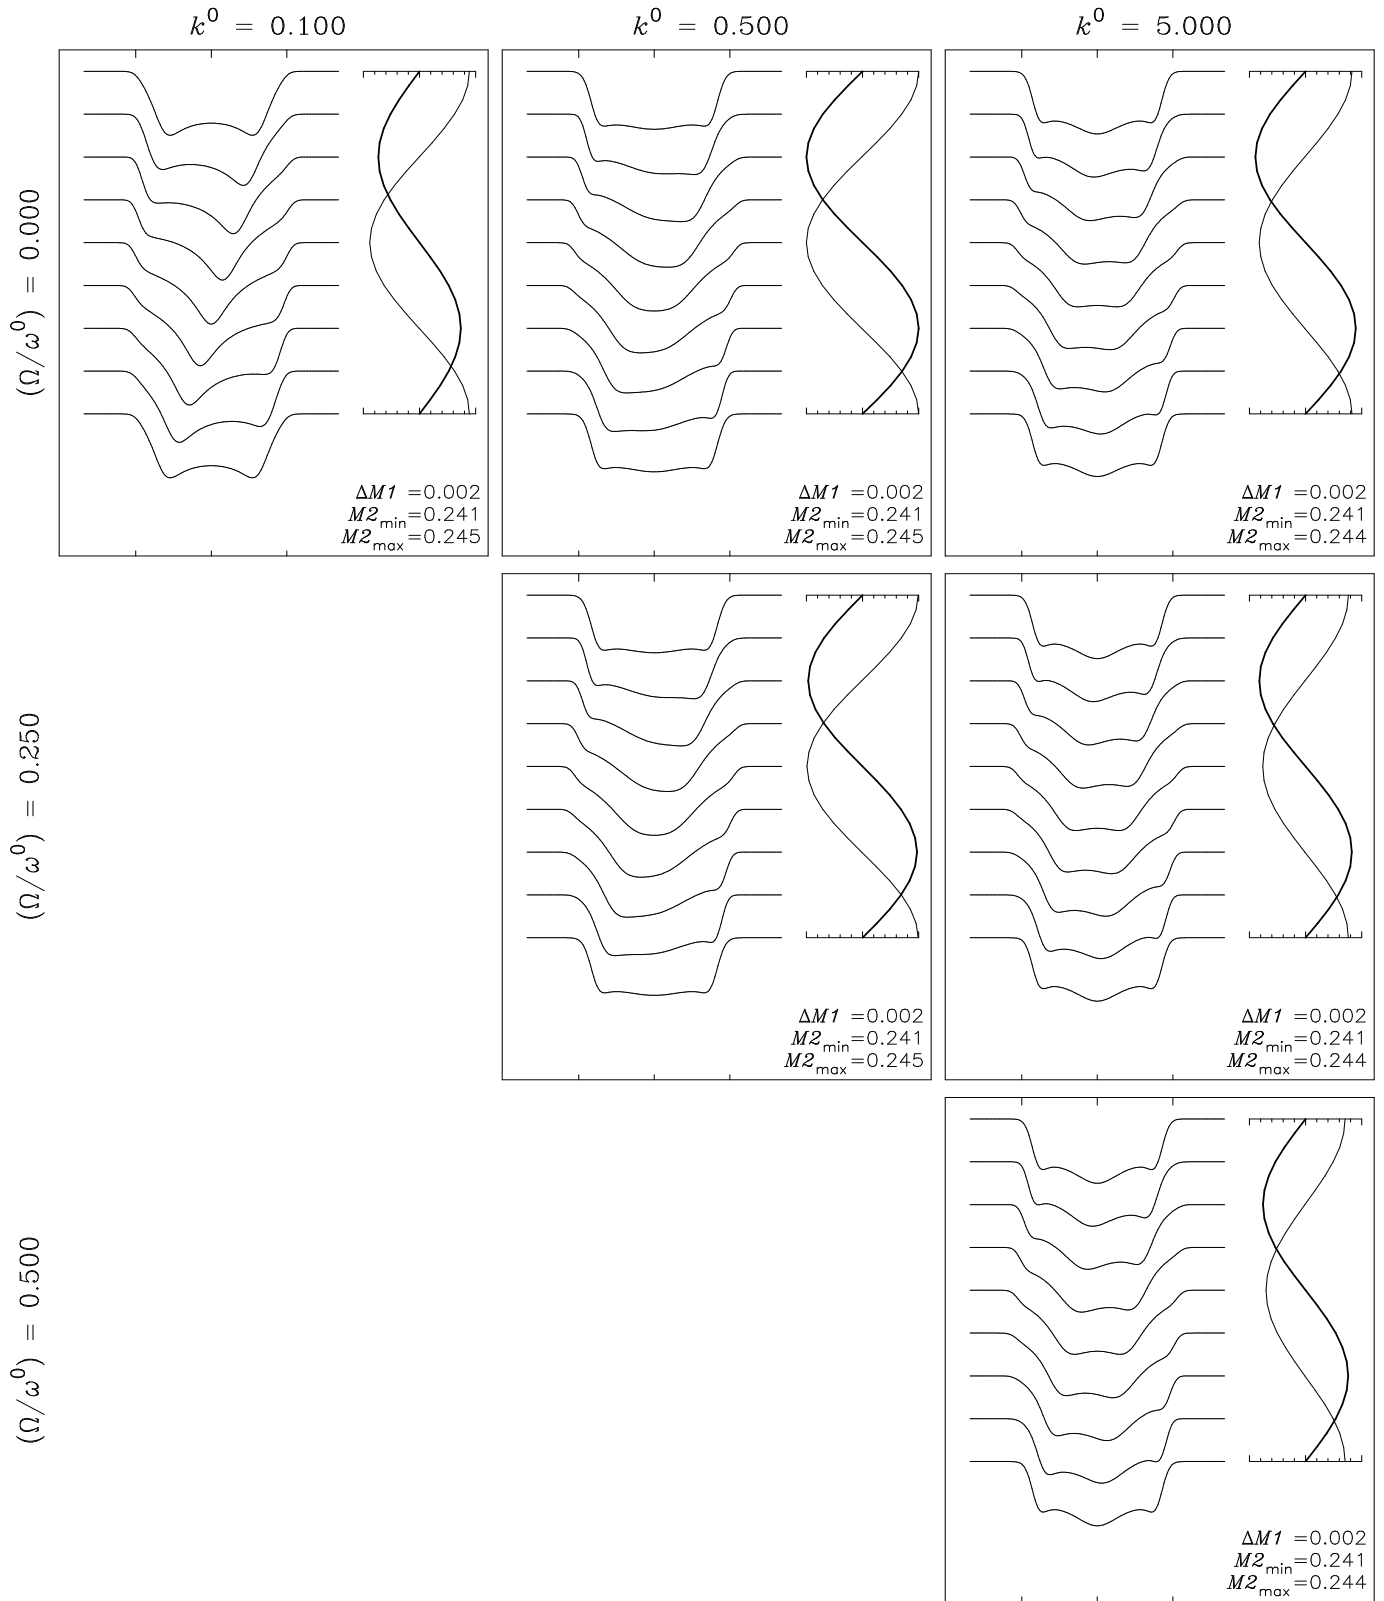 k⁰ = 0.100
k⁰ = 0.500
k⁰ = 5.000
(Ω/ω⁰) = 0.000
ΔM1 =0.002
M2min=0.241
M2max=0.245
ΔM1 =0.002
M2min=0.241
M2max=0.245
ΔM1 =0.002
M2min=0.241
M2max=0.244
(Ω/ω⁰) = 0.250
ΔM1 =0.002
M2min=0.241
M2max=0.245
ΔM1 =0.002
M2min=0.241
M2max=0.244
(Ω/ω⁰) = 0.500
ΔM1 =0.002
M2min=0.241
M2max=0.244